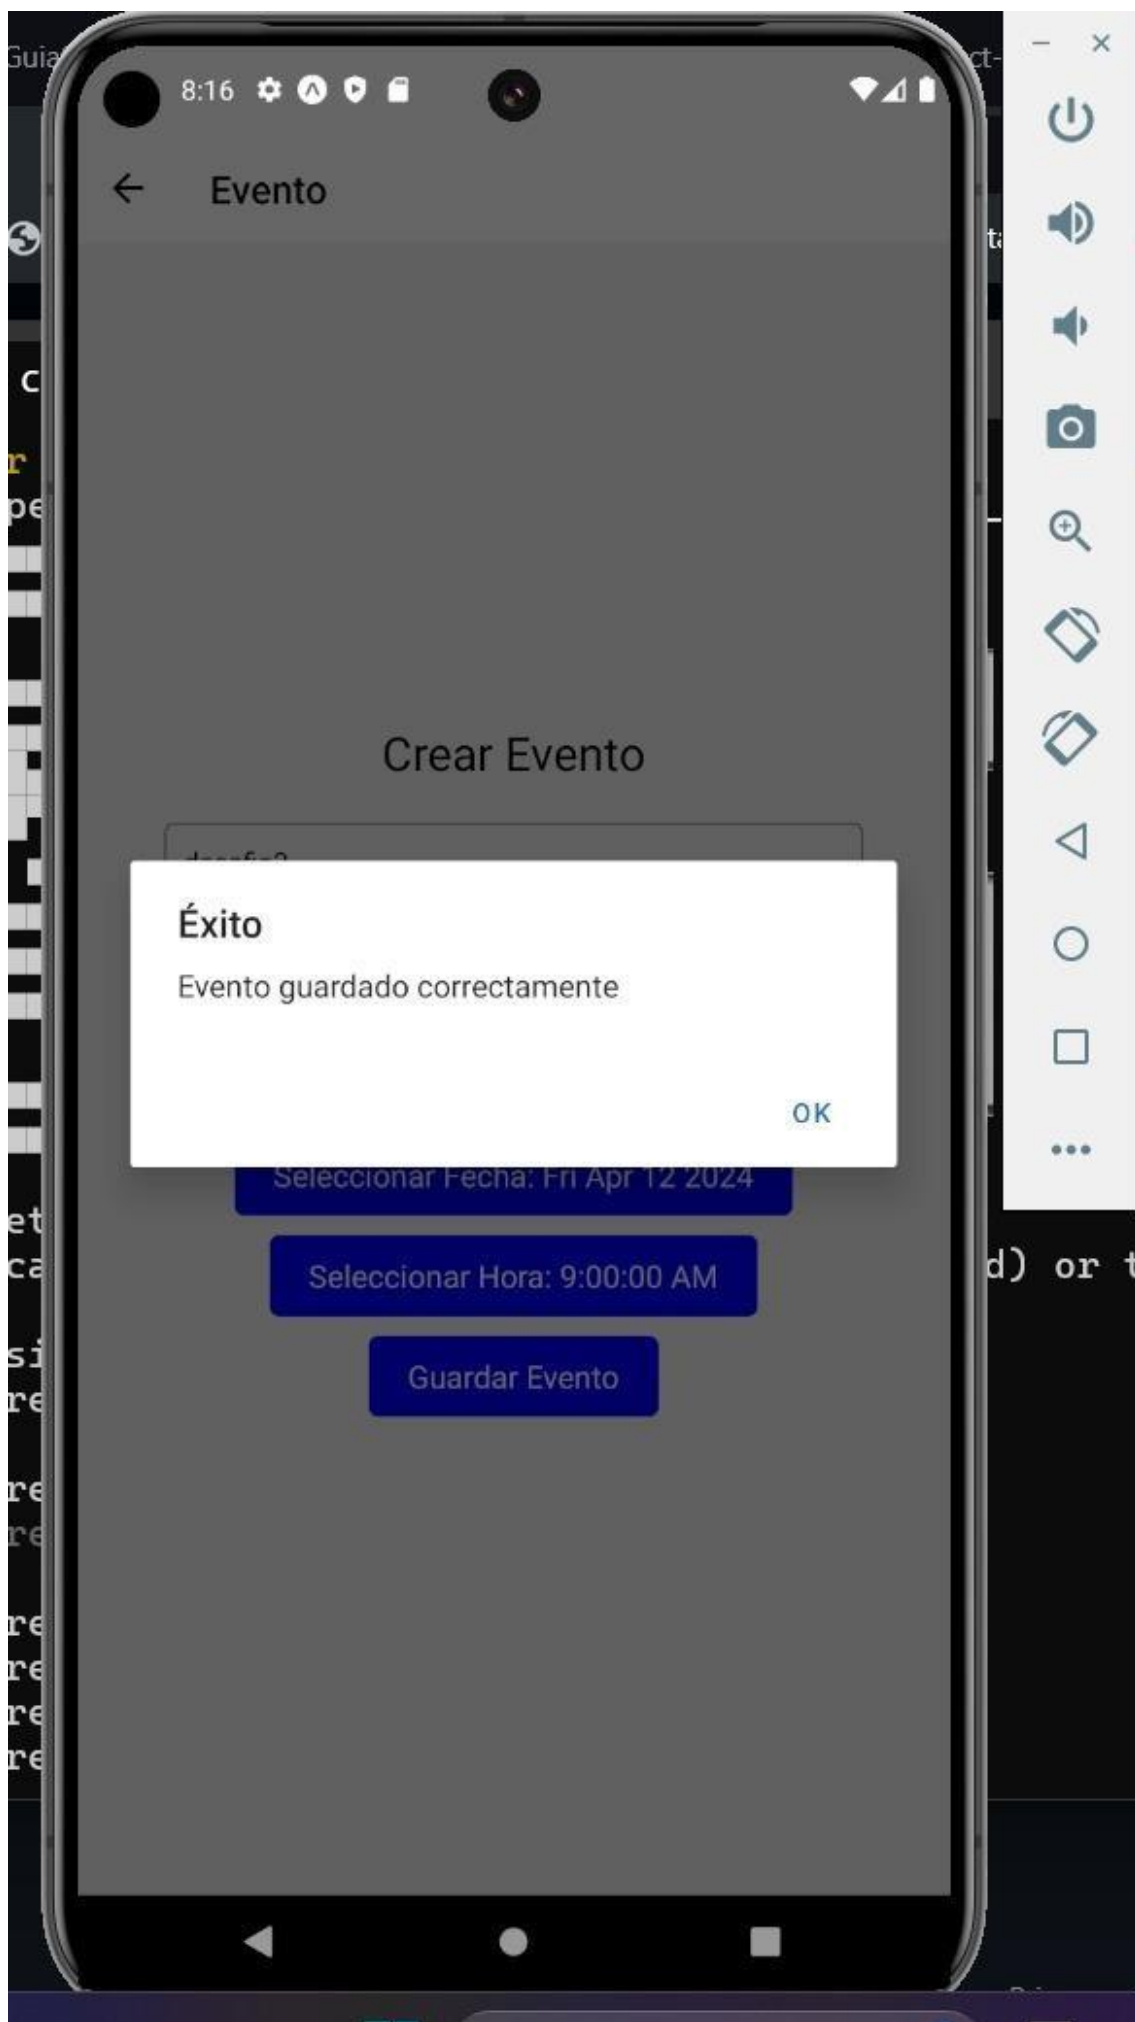 8:16
Evento
Crear Evento
Éxito
Evento guardado correctamente
OK
Seleccionar Fecha: Fri Apr 12 2024
Seleccionar Hora: 9:00:00 AM
Guardar Evento
d) or t